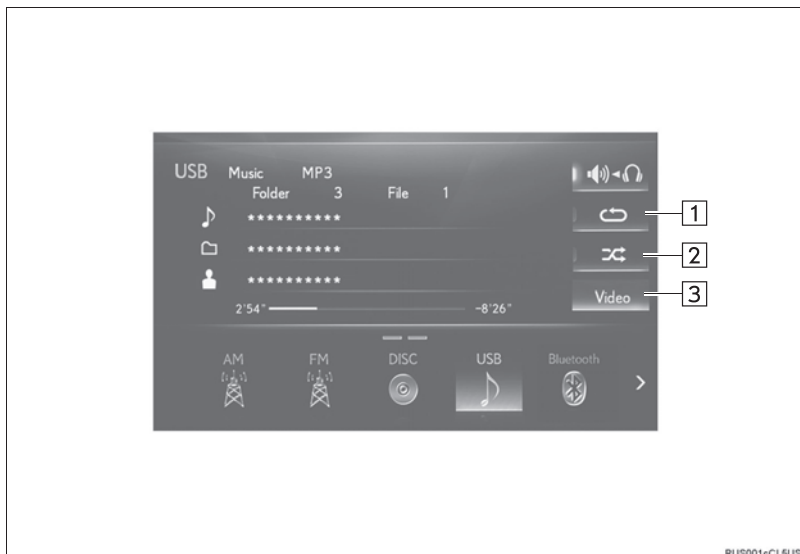 USB Music MP3
Folder 3 File 1
**********
1
**********
2
**********
Video
3
2'54" -8'26"
AM FM DISC USB Bluetooth